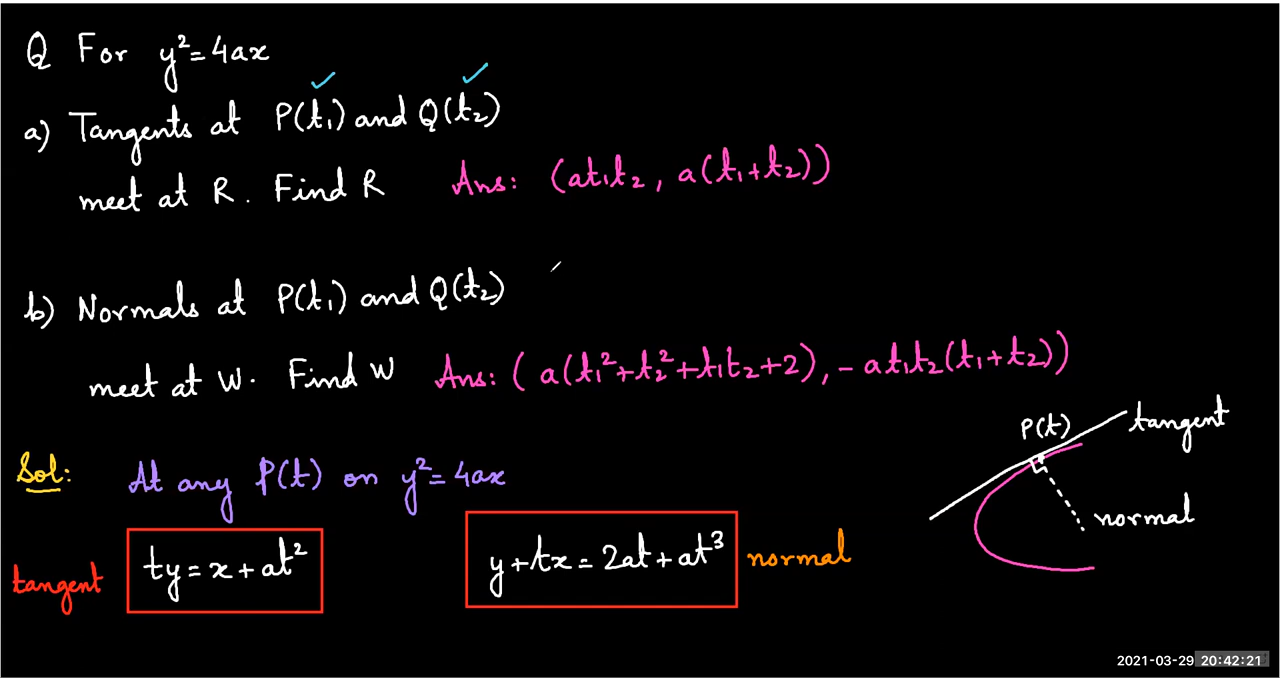 Q For y²=4ax
a) Tangents at P(t₁) and Q(t₂)
meet at R. Find R Ans: (at₁t₂, a(t₁+t₂))
b) Normals at P(t₁) and Q(t₂)
meet at W. Find W Ans: (a(t₁²+t₂²+t₁t₂+2), -at₁t₂(t₁+t₂))
P(t) tangent
Sol: At any P(t) on y²=4ax
normal
tangent ty=x+at² y+tx=2at+at³ normal
2021-03-29 20:42:21